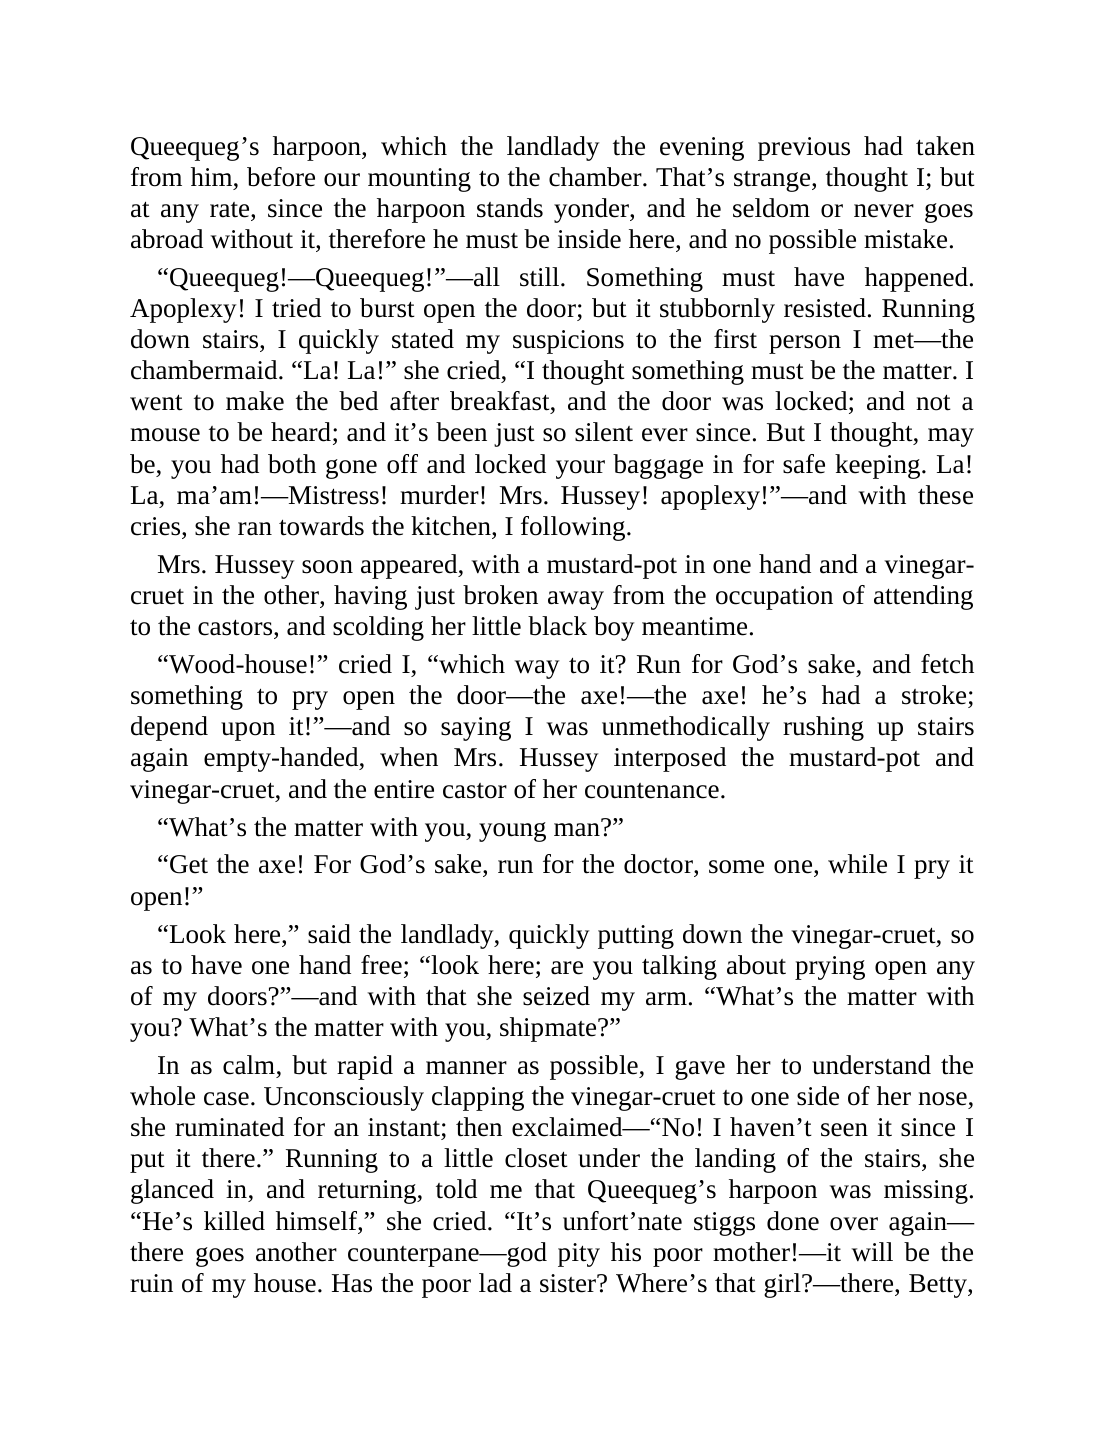 Queequeg’s harpoon, which the landlady the evening previous had taken
from him, before our mounting to the chamber. That’s strange, thought I; but
at any rate, since the harpoon stands yonder, and he seldom or never goes
abroad without it, therefore he must be inside here, and no possible mistake.
“Queequeg!—Queequeg!”—all still. Something must have happened.
Apoplexy! I tried to burst open the door; but it stubbornly resisted. Running
down stairs, I quickly stated my suspicions to the first person I met—the
chambermaid. “La! La!” she cried, “I thought something must be the matter. I
went to make the bed after breakfast, and the door was locked; and not a
mouse to be heard; and it’s been just so silent ever since. But I thought, may
be, you had both gone off and locked your baggage in for safe keeping. La!
La, ma’am!—Mistress! murder! Mrs. Hussey! apoplexy!”—and with these
cries, she ran towards the kitchen, I following.
Mrs. Hussey soon appeared, with a mustard-pot in one hand and a vinegar-
cruet in the other, having just broken away from the occupation of attending
to the castors, and scolding her little black boy meantime.
“Wood-house!” cried I, “which way to it? Run for God’s sake, and fetch
something to pry open the door—the axe!—the axe! he’s had a stroke;
depend upon it!”—and so saying I was unmethodically rushing up stairs
again empty-handed, when Mrs. Hussey interposed the mustard-pot and
vinegar-cruet, and the entire castor of her countenance.
“What’s the matter with you, young man?”
“Get the axe! For God’s sake, run for the doctor, some one, while I pry it
open!”
“Look here,” said the landlady, quickly putting down the vinegar-cruet, so
as to have one hand free; “look here; are you talking about prying open any
of my doors?”—and with that she seized my arm. “What’s the matter with
you? What’s the matter with you, shipmate?”
In as calm, but rapid a manner as possible, I gave her to understand the
whole case. Unconsciously clapping the vinegar-cruet to one side of her nose,
she ruminated for an instant; then exclaimed—“No! I haven’t seen it since I
put it there.” Running to a little closet under the landing of the stairs, she
glanced in, and returning, told me that Queequeg’s harpoon was missing.
“He’s killed himself,” she cried. “It’s unfort’nate stiggs done over again—
there goes another counterpane—god pity his poor mother!—it will be the
ruin of my house. Has the poor lad a sister? Where’s that girl?—there, Betty,